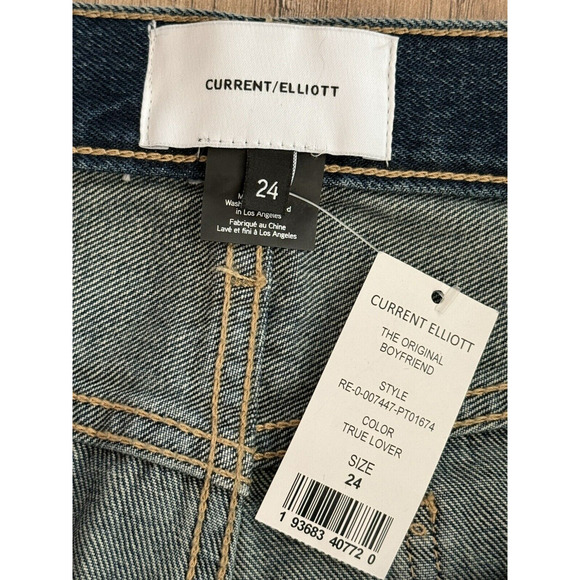 CURRENT/ELLIOTT
24
M
Wash d
in Los Angeles
Fabriqué au Chine
Lavé et fini à Los Angeles
CURRENT ELLIOTT
THE ORIGINAL
BOYFRIEND
STYLE
RE-0-007447-PT01674
COLOR
TRUE LOVER
SIZE
24
1 93683 40772 0